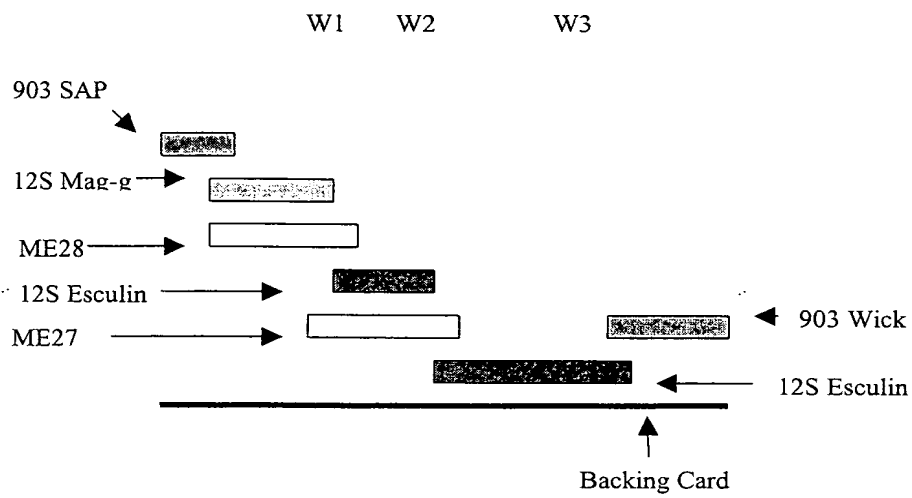 W1 W2 W3
903 SAP
12S Mag-g
ME28
12S Esculin
ME27
903 Wick
12S Esculin
Backing Card